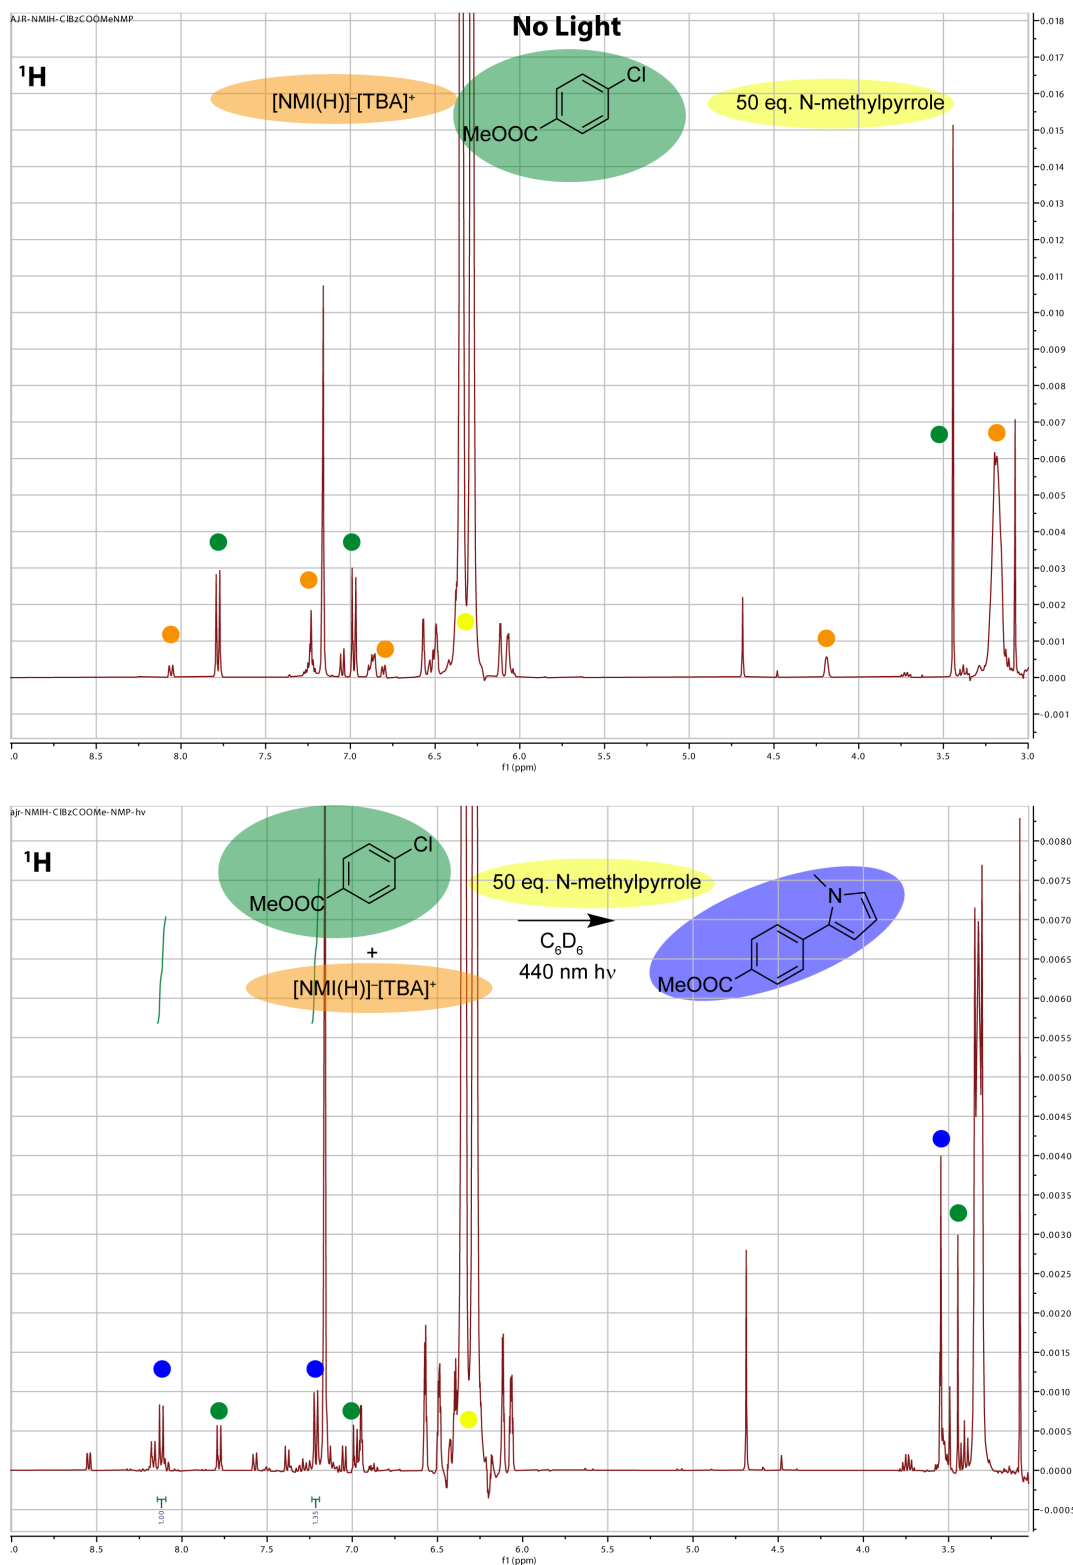 AJR-NMIH-ClBzCOOMeNMP
No Light
¹H
[NMI(H)]⁻[TBA]⁺
Cl
MeOOC
50 eq. N-methylpyrrole
0.018
0.017
0.016
0.015
0.014
0.013
0.012
0.011
0.010
0.009
0.008
0.007
0.006
0.005
0.004
0.003
0.002
0.001
0.000
-0.001
.0 8.5 8.0 7.5 7.0 6.5 6.0 5.5 5.0 4.5 4.0 3.5 3.0
f1 (ppm)
ajr-NMIH-ClBzCOOMe-NMP-hv
¹H
Cl
MeOOC
+
[NMI(H)]⁻[TBA]⁺
50 eq. N-methylpyrrole
C₆D₆
440 nm hν
N
MeOOC
0.0080
0.0075
0.0070
0.0065
0.0060
0.0055
0.0050
0.0045
0.0040
0.0035
0.0030
0.0025
0.0020
0.0015
0.0010
0.0005
0.0000
-0.0005
1.00
1.35
.0 8.5 8.0 7.5 7.0 6.5 6.0 5.5 5.0 4.5 4.0 3.5
f1 (ppm)